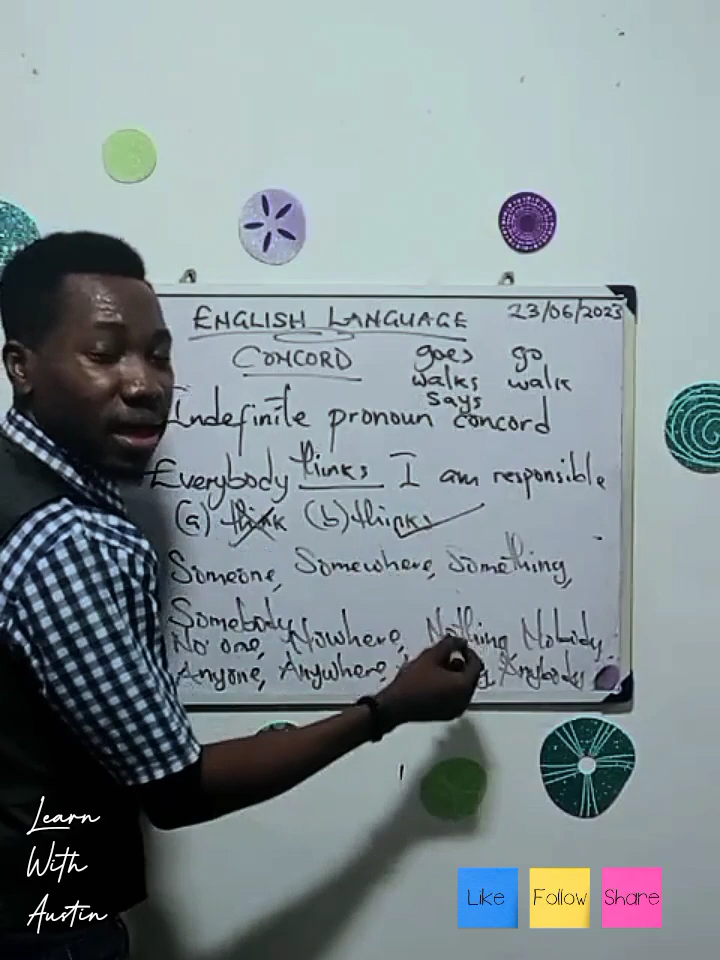 ENGLISH LANGUAGE 23/06/2023
CONCORD goes go
walks walk
says
Indefinite pronoun concord
Everybody thinks I am responsible
(a) think (b) thinks
Someone, Somewhere, Something,
Somebody
No one, Nowhere, Nothing, Nobody.
Anyone, Anywhere, Anybody
Learn
With
Austin
Like Follow Share